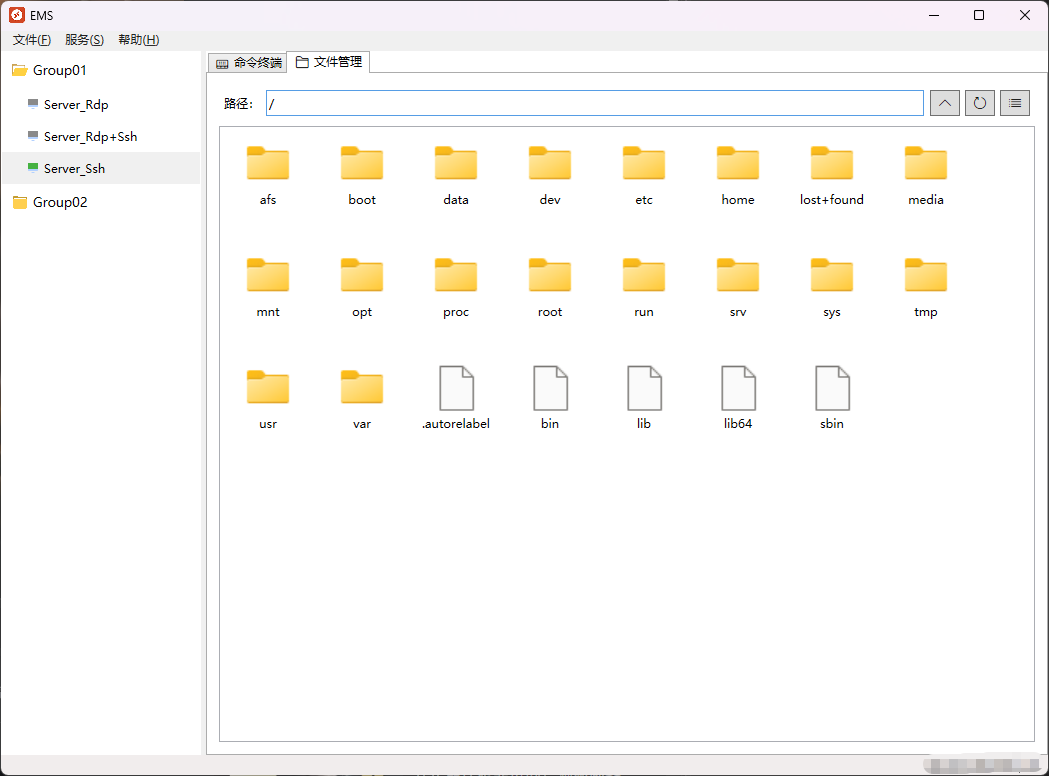 EMS
文件(F) 服务(S) 帮助(H)
Group01
Server_Rdp
Server_Rdp+Ssh
Server_Ssh
Group02
命令终端 文件管理
路径: /
afs boot data dev etc home lost+found media
mnt opt proc root run srv sys tmp
usr var .autorelabel bin lib lib64 sbin